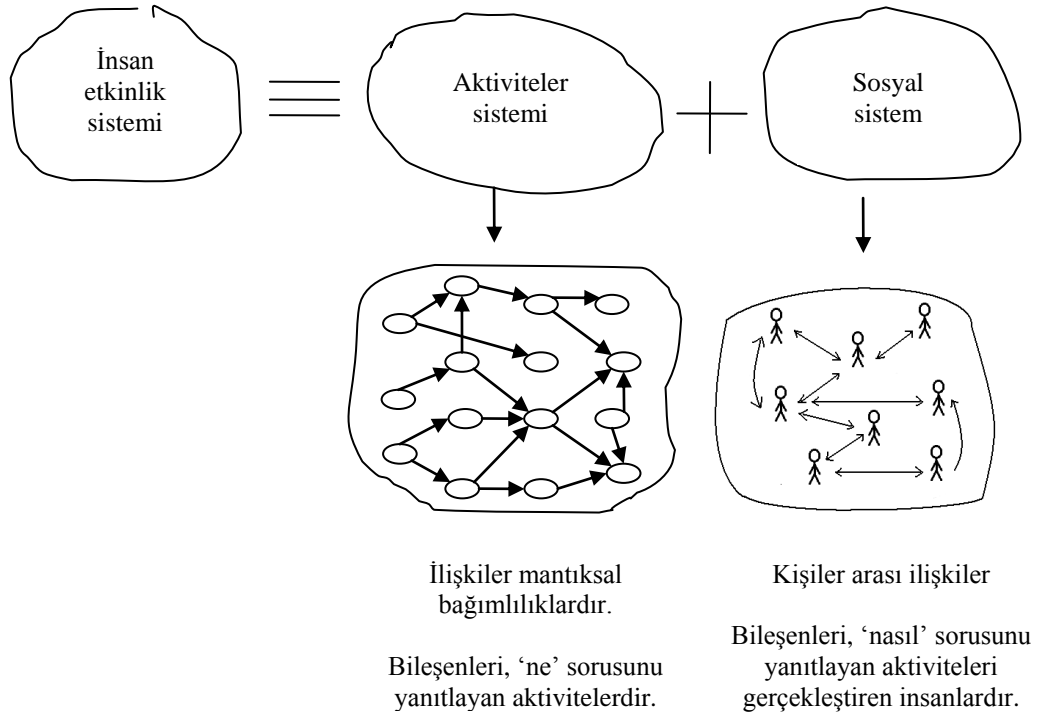 İnsan
etkinlik
sistemi
Aktiviteler
sistemi
Sosyal
sistem
İlişkiler mantıksal
bağımlılıklardır.
Bileşenleri, ‘ne’ sorusunu
yanıtlayan aktivitelerdir.
Kişiler arası ilişkiler
Bileşenleri, ‘nasıl’ sorusunu
yanıtlayan aktiviteleri
gerçekleştiren insanlardır.